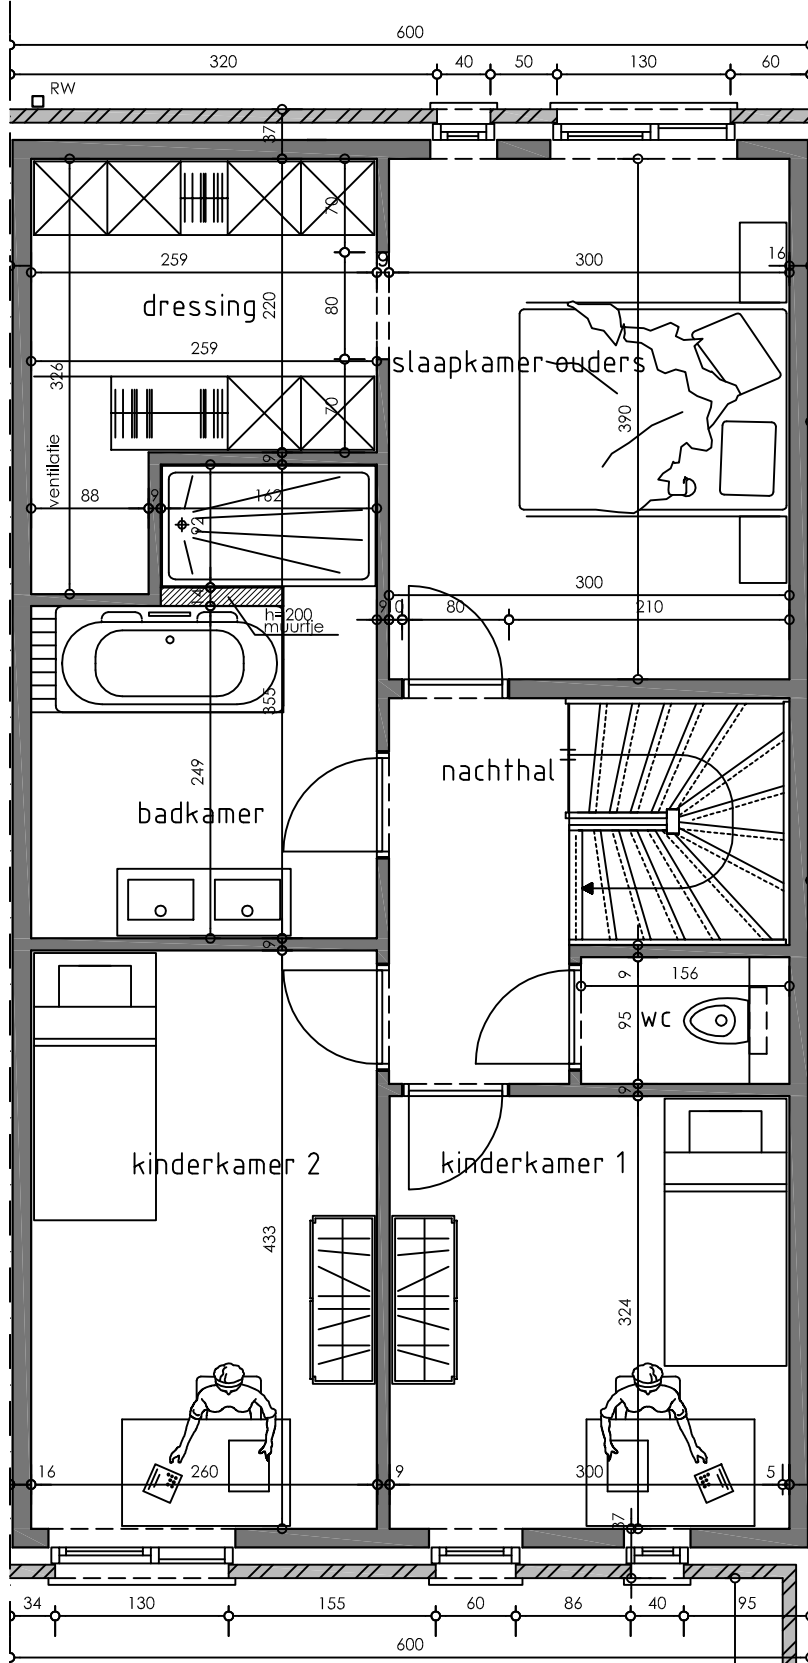 600
320 40 50 130 60
RW
37
70
259 9 300 16
dressing 220 80
259
slaapkamer ouders
326
70
390
ventilatie
9
88 9 162
92
300
14
9 10 80 210
h=200
muurtje
355
249
nachthal
badkamer
9
9 156
95 wc
9
kinderkamer 2 kinderkamer 1
433
324
16 260 9 300 5
37
34 130 155 60 86 40 95
600